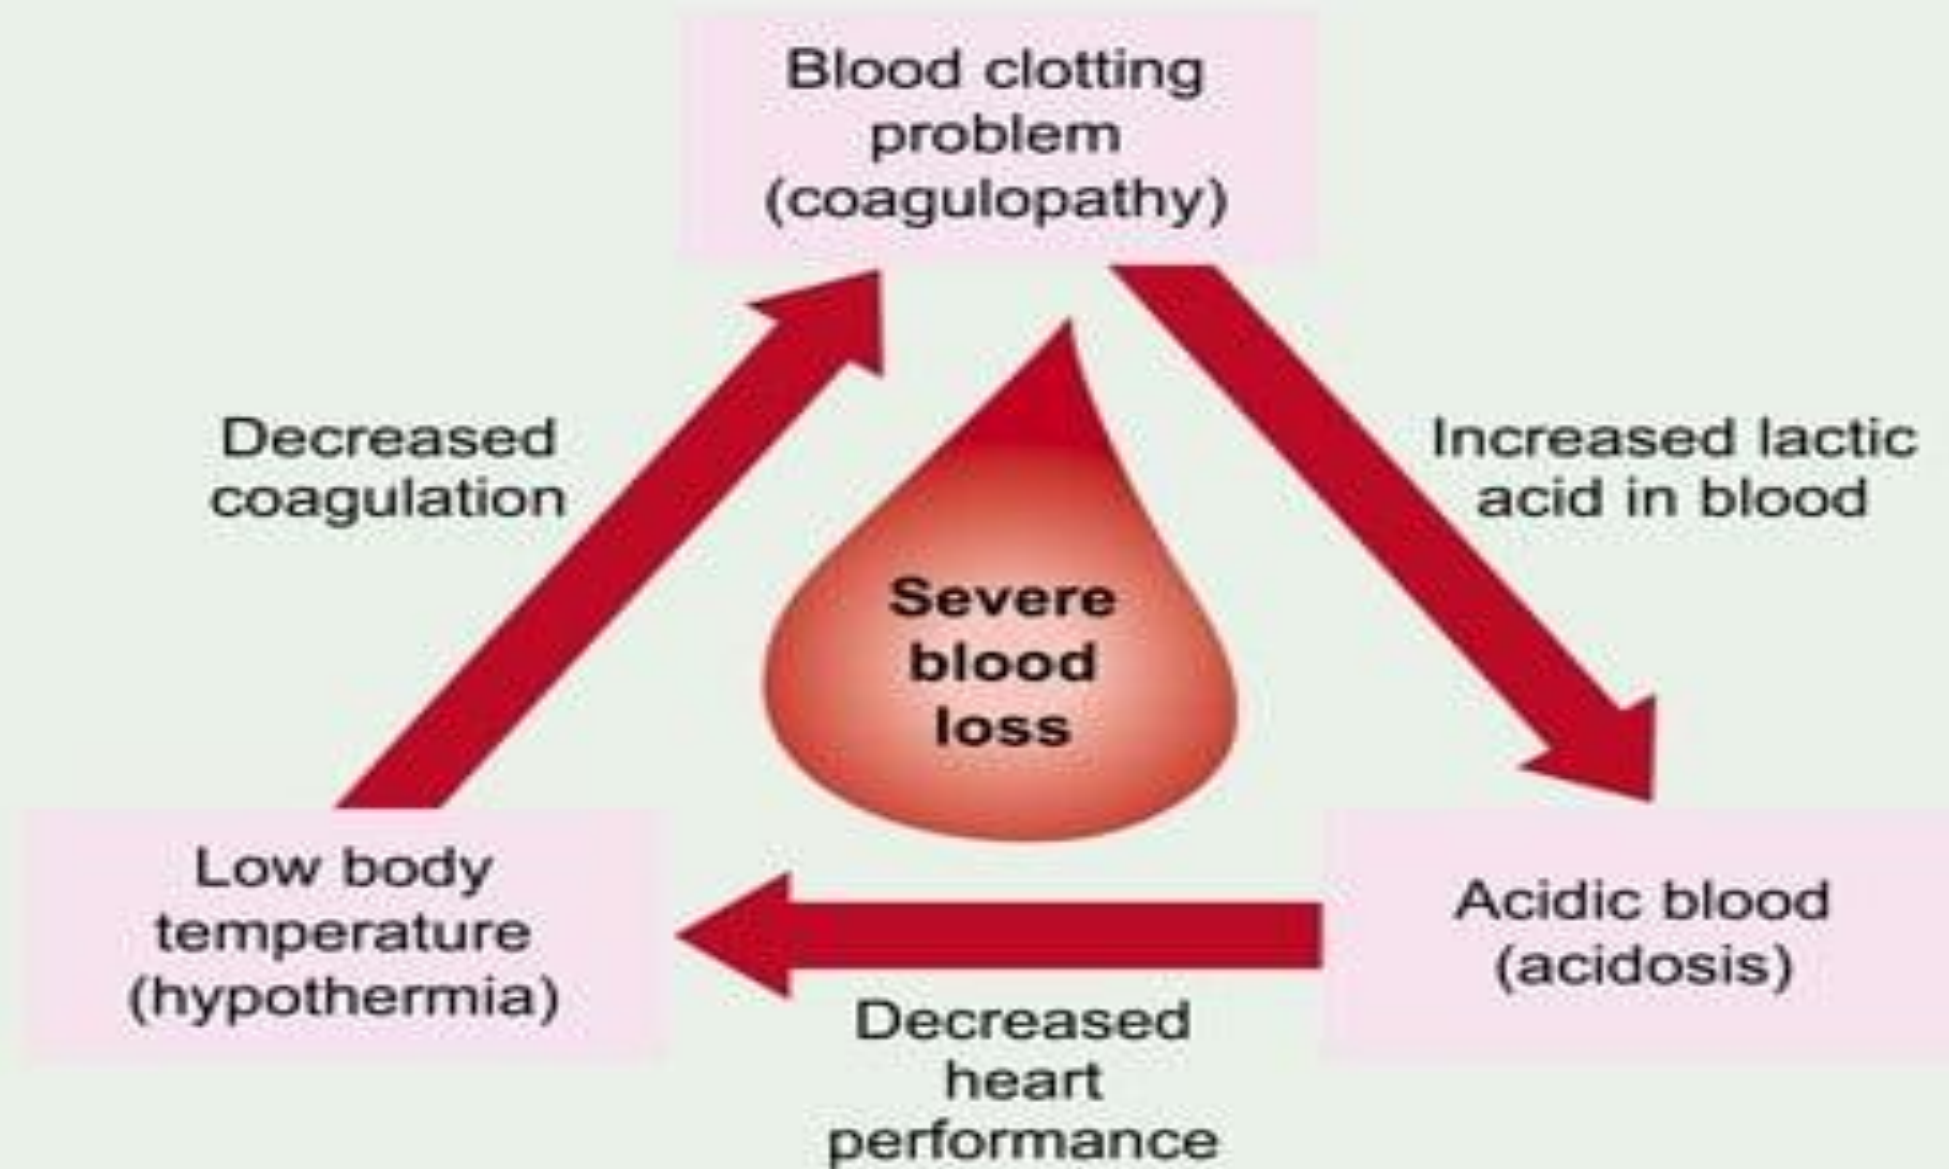 Blood clotting
problem
(coagulopathy)
Decreased
coagulation
Increased lactic
acid in blood
Severe
blood
loss
Low body
temperature
(hypothermia)
Acidic blood
(acidosis)
Decreased
heart
performance